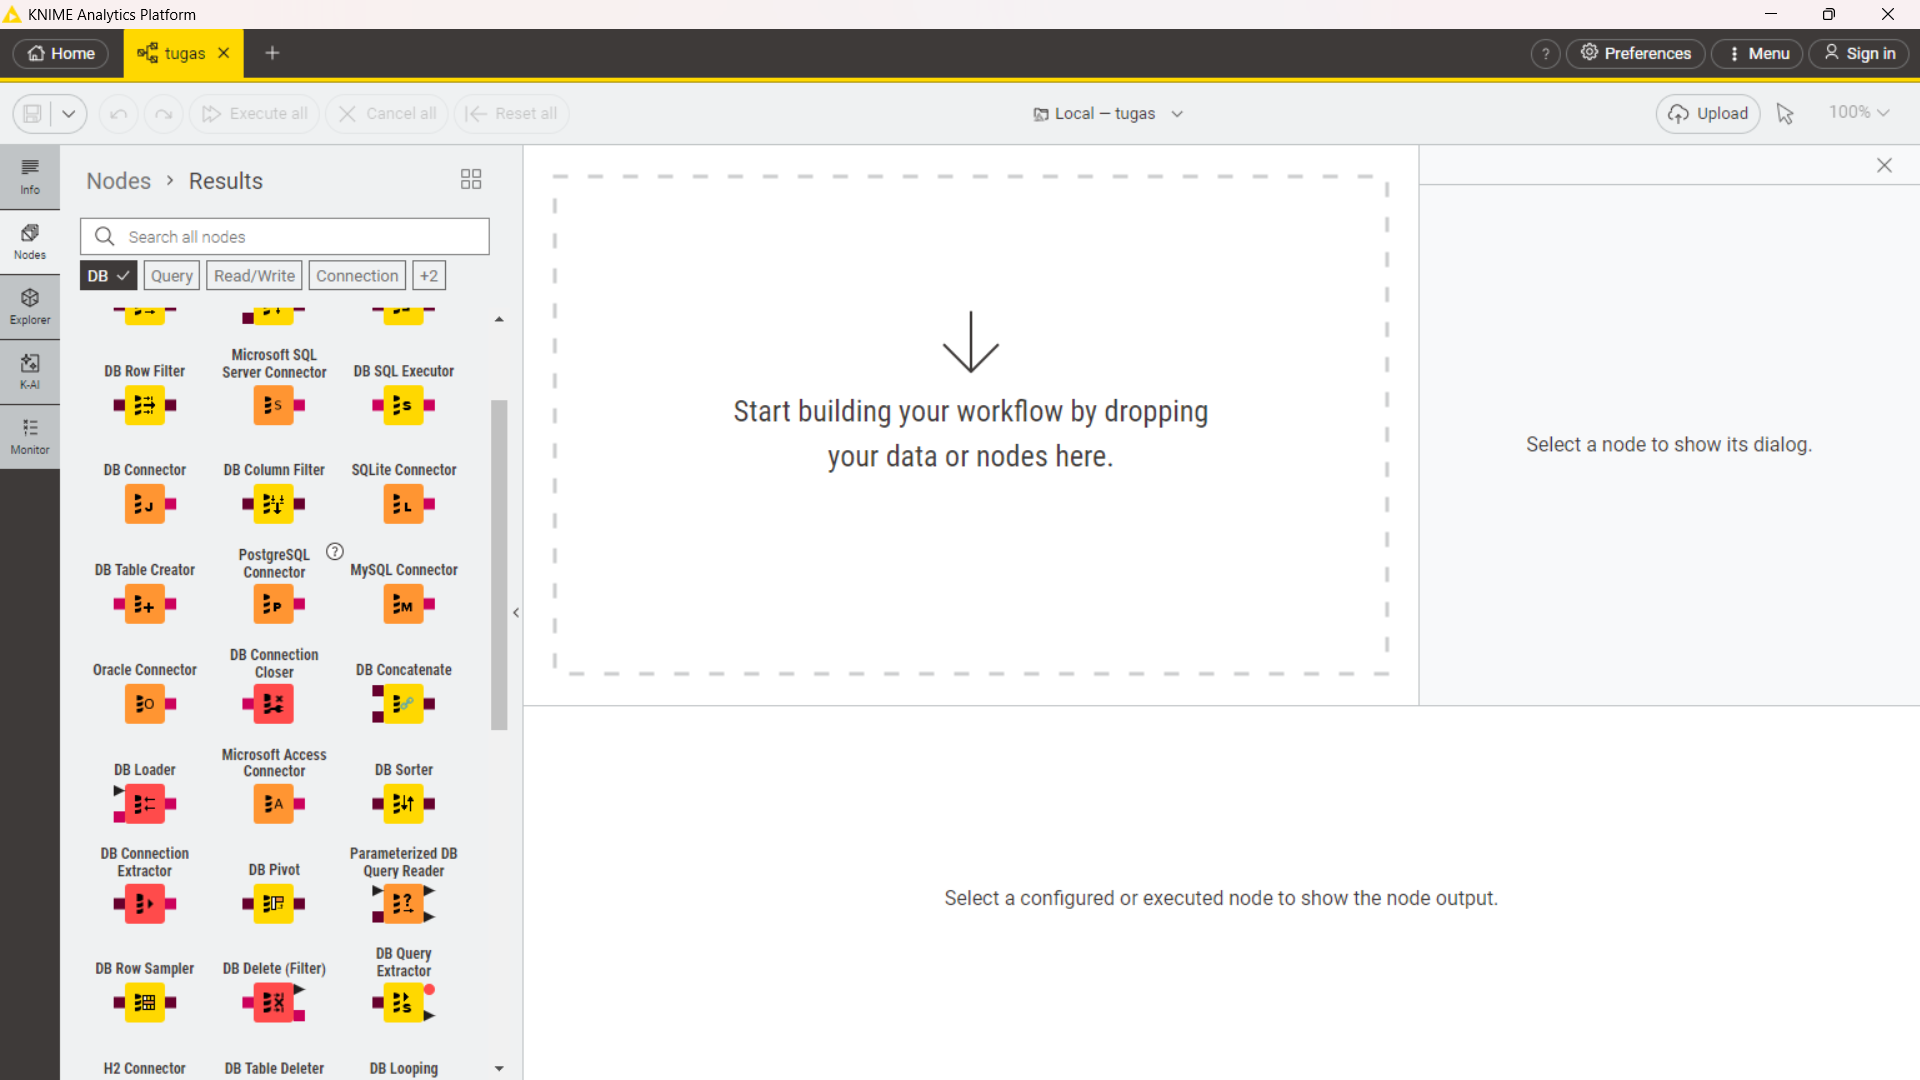 KNIME Analytics Platform
Home
tugas
?
Preferences
Menu
Sign in
Execute all
Cancel all
Reset all
Local — tugas
Upload
100%
Info
Nodes
Explorer
K-AI
Monitor
Nodes › Results
Search all nodes
DB
Query
Read/Write
Connection
+2
DB Row Filter
Microsoft SQL
Server Connector
DB SQL Executor
S
S
DB Connector
DB Column Filter
SQLite Connector
J
L
DB Table Creator
PostgreSQL
Connector
?
MySQL Connector
P
M
Oracle Connector
DB Connection
Closer
DB Concatenate
O
DB Loader
Microsoft Access
Connector
DB Sorter
A
DB Connection
Extractor
DB Pivot
Parameterized DB
Query Reader
?
DB Row Sampler
DB Delete (Filter)
DB Query
Extractor
S
H2 Connector
DB Table Deleter
DB Looping
Start building your workflow by dropping
your data or nodes here.
Select a node to show its dialog.
Select a configured or executed node to show the node output.